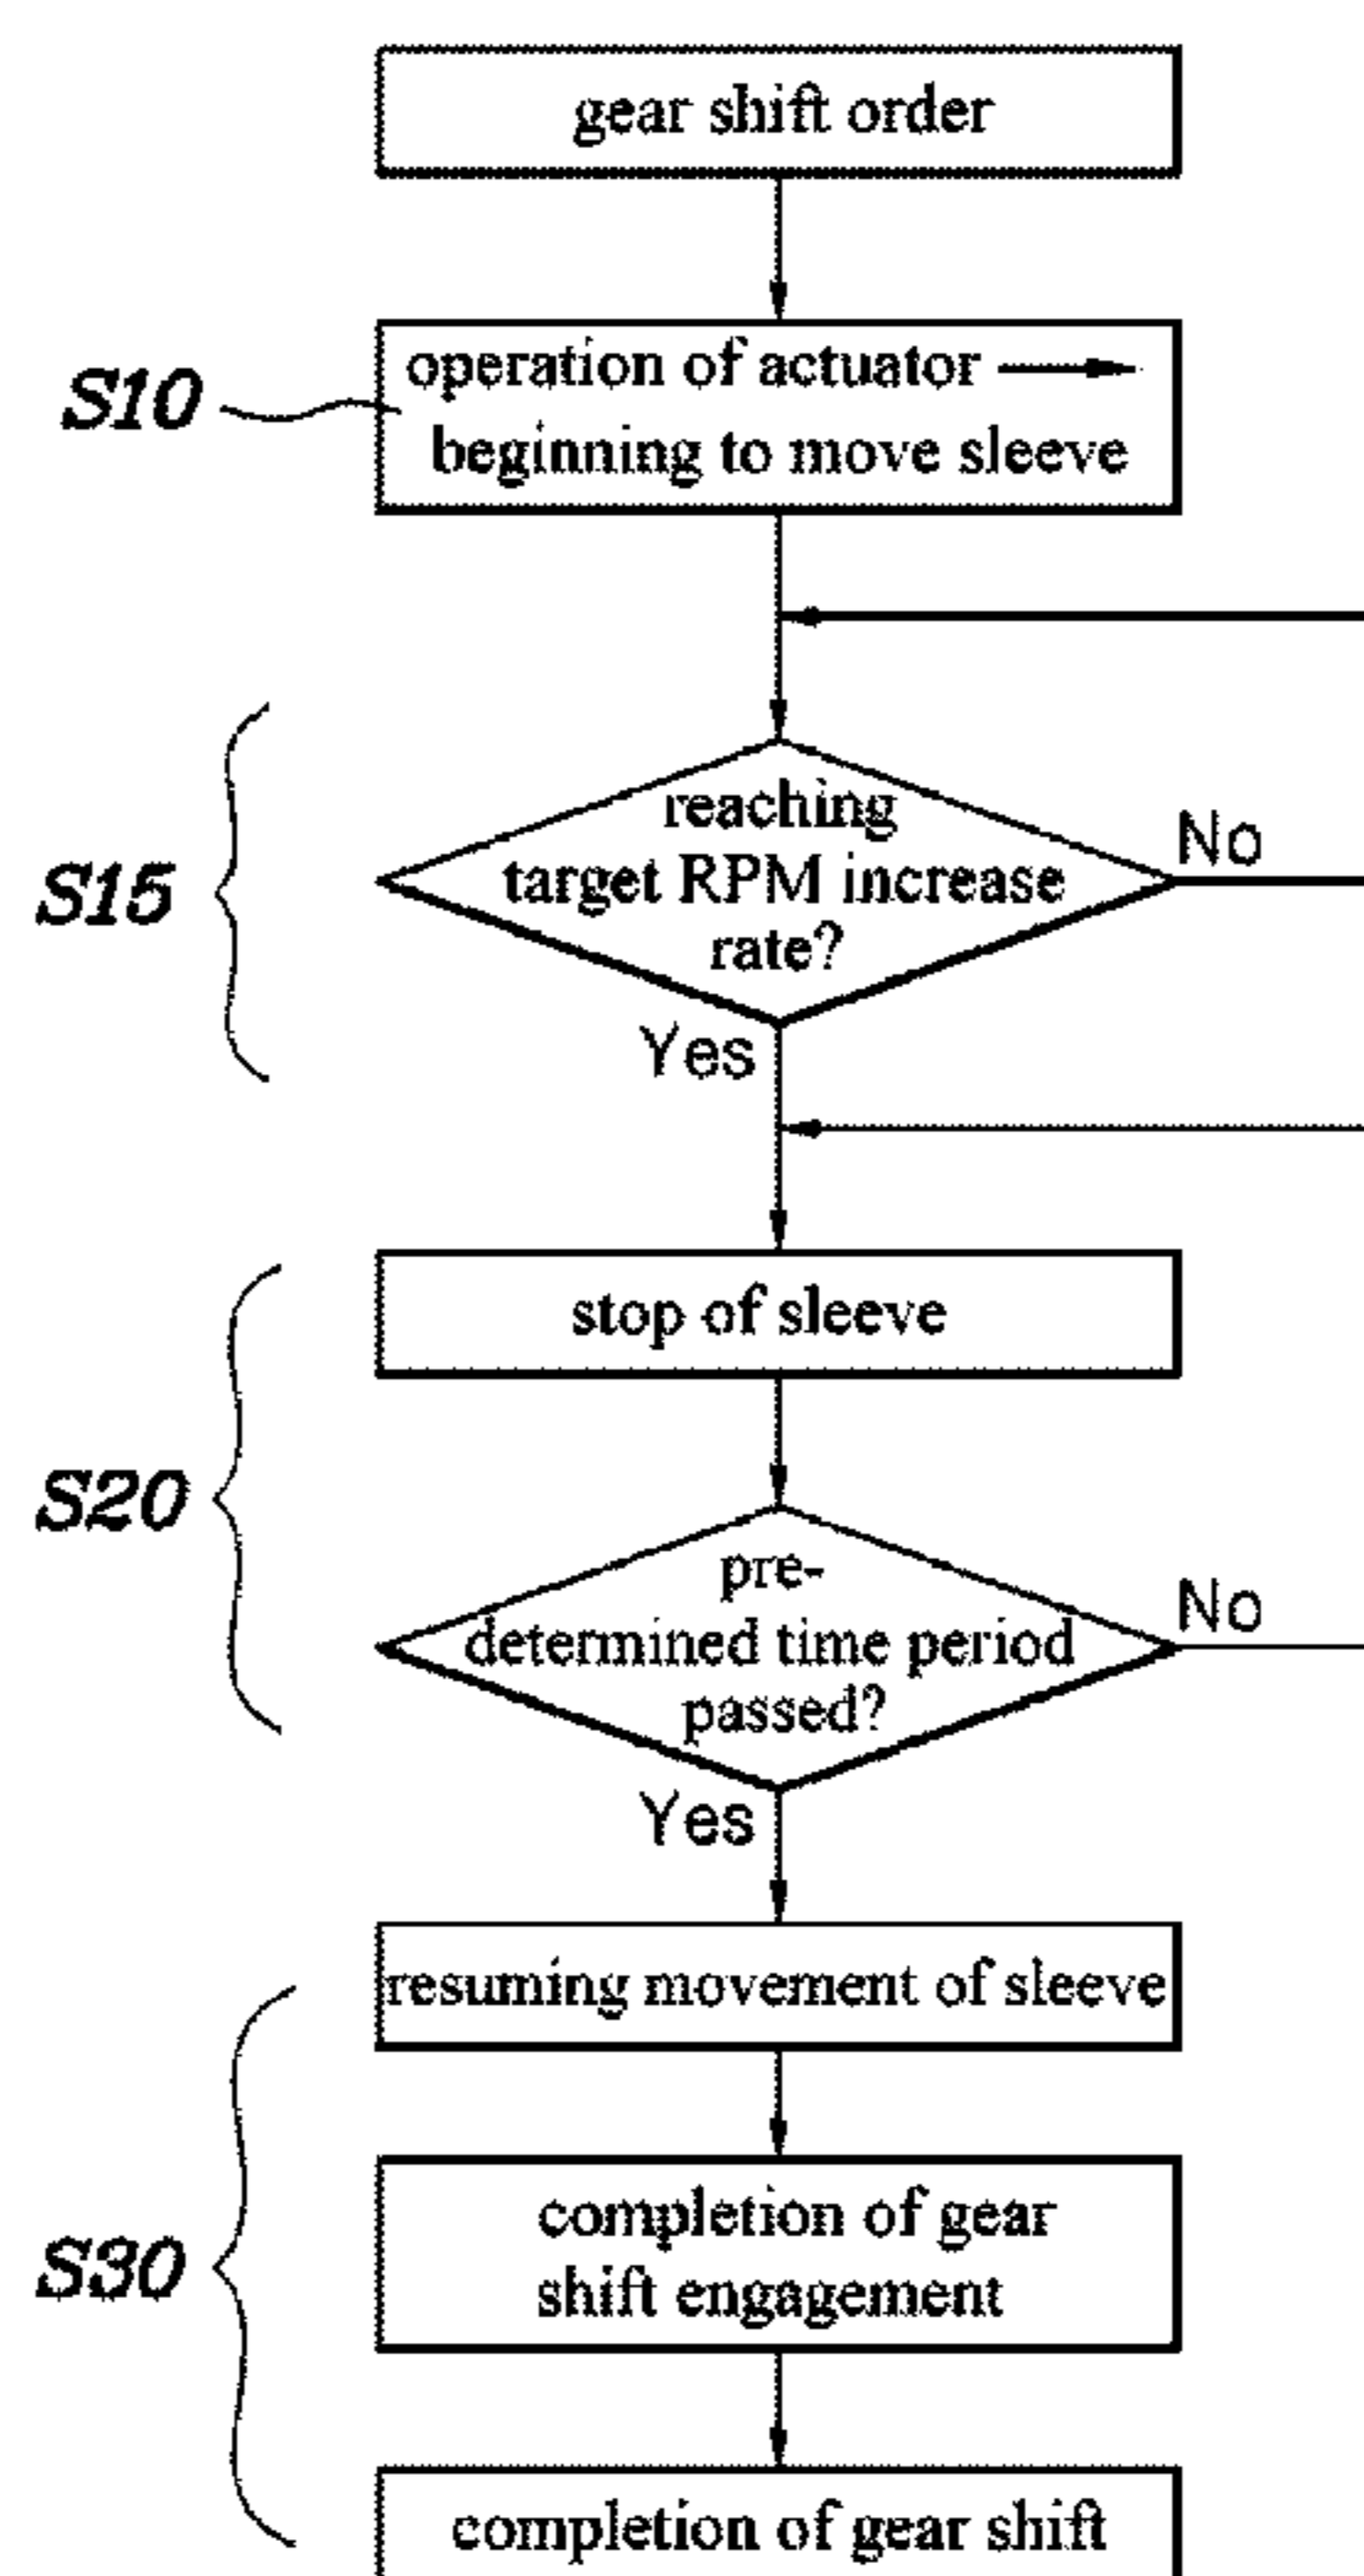 gear shift order
S10
operation of actuator
beginning to move sleeve
S15
reaching
target RPM increase
rate?
No
Yes
stop of sleeve
S20
pre-
determined time period
passed?
No
Yes
resuming movement of sleeve
S30
completion of gear
shift engagement
completion of gear shift